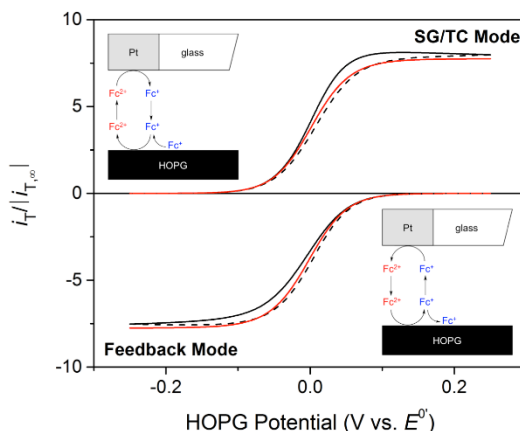 SG/TC Mode
Pt
glass
Fc²⁺
Fc⁺
Fc²⁺
Fc⁺
Fc⁺
HOPG
10
5
0
-5
-10
i_T/|i_T,∞|
Pt
glass
Fc²⁺
Fc⁺
Fc²⁺
Fc⁺
Fc⁺
HOPG
Feedback Mode
-0.2
0.0
0.2
HOPG Potential (V vs. E⁰')